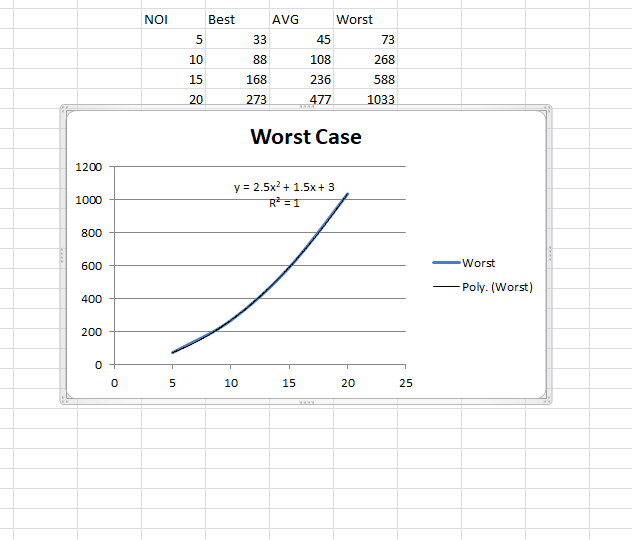 NOI Best AVG Worst
5 33 45 73
10 88 108 268
15 168 236 588
20 273 477 1033
Worst Case
1200
1000
800
600
400
200
0
y = 2.5x² + 1.5x + 3
R² = 1
Worst
Poly. (Worst)
0 5 10 15 20 25